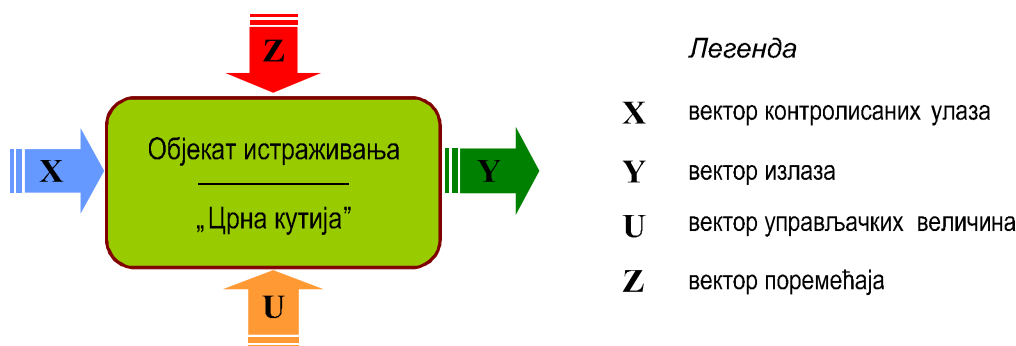 Z
X
Објекат истраживања
„Црна кутија”
Y
U
Легенда
X вектор контролисаних улаза
Y вектор излаза
U вектор управљачких величина
Z вектор поремећаја